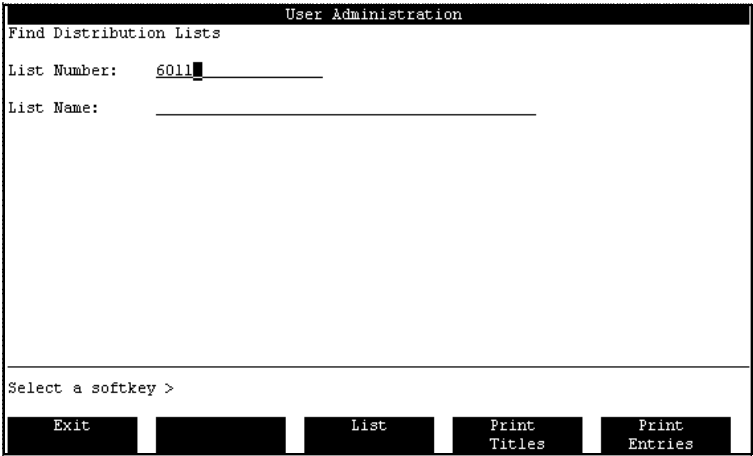 User Administration
Find Distribution Lists
List Number: 6011
List Name:
Select a softkey >
Exit List Print Titles Print Entries